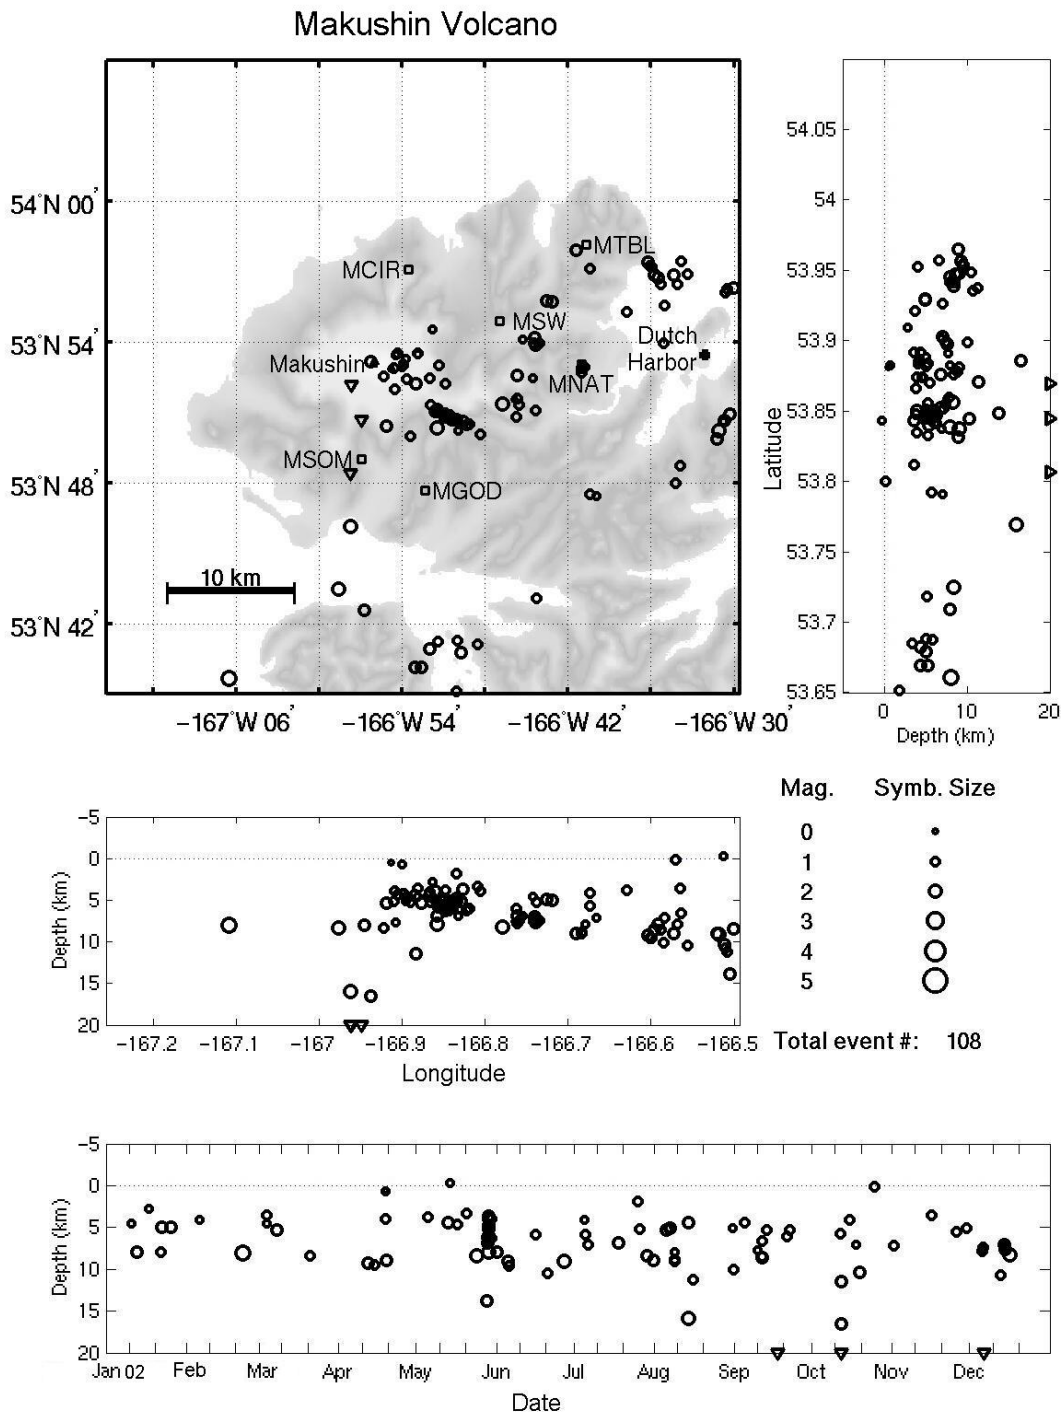 Makushin Volcano
54°N 00'
53°N 54'
53°N 48'
53°N 42'
MCIR
MTBL
MSW
Dutch
Harbor
Makushin
MNAT
MSOM
MGOD
10 km
−167°W 06'
−166°W 54'
−166°W 42'
−166°W 30'
54.05
54
53.95
53.9
53.85
53.8
53.75
53.7
53.65
Latitude
0 10 20
Depth (km)
−5
0
5
10
15
20
Depth (km)
−167.2 −167.1 −167 −166.9 −166.8 −166.7 −166.6 −166.5
Longitude
Mag. Symb. Size
0
1
2
3
4
5
Total event #: 108
−5
0
5
10
15
20
Depth (km)
Jan 02 Feb Mar Apr May Jun Jul Aug Sep Oct Nov Dec
Date